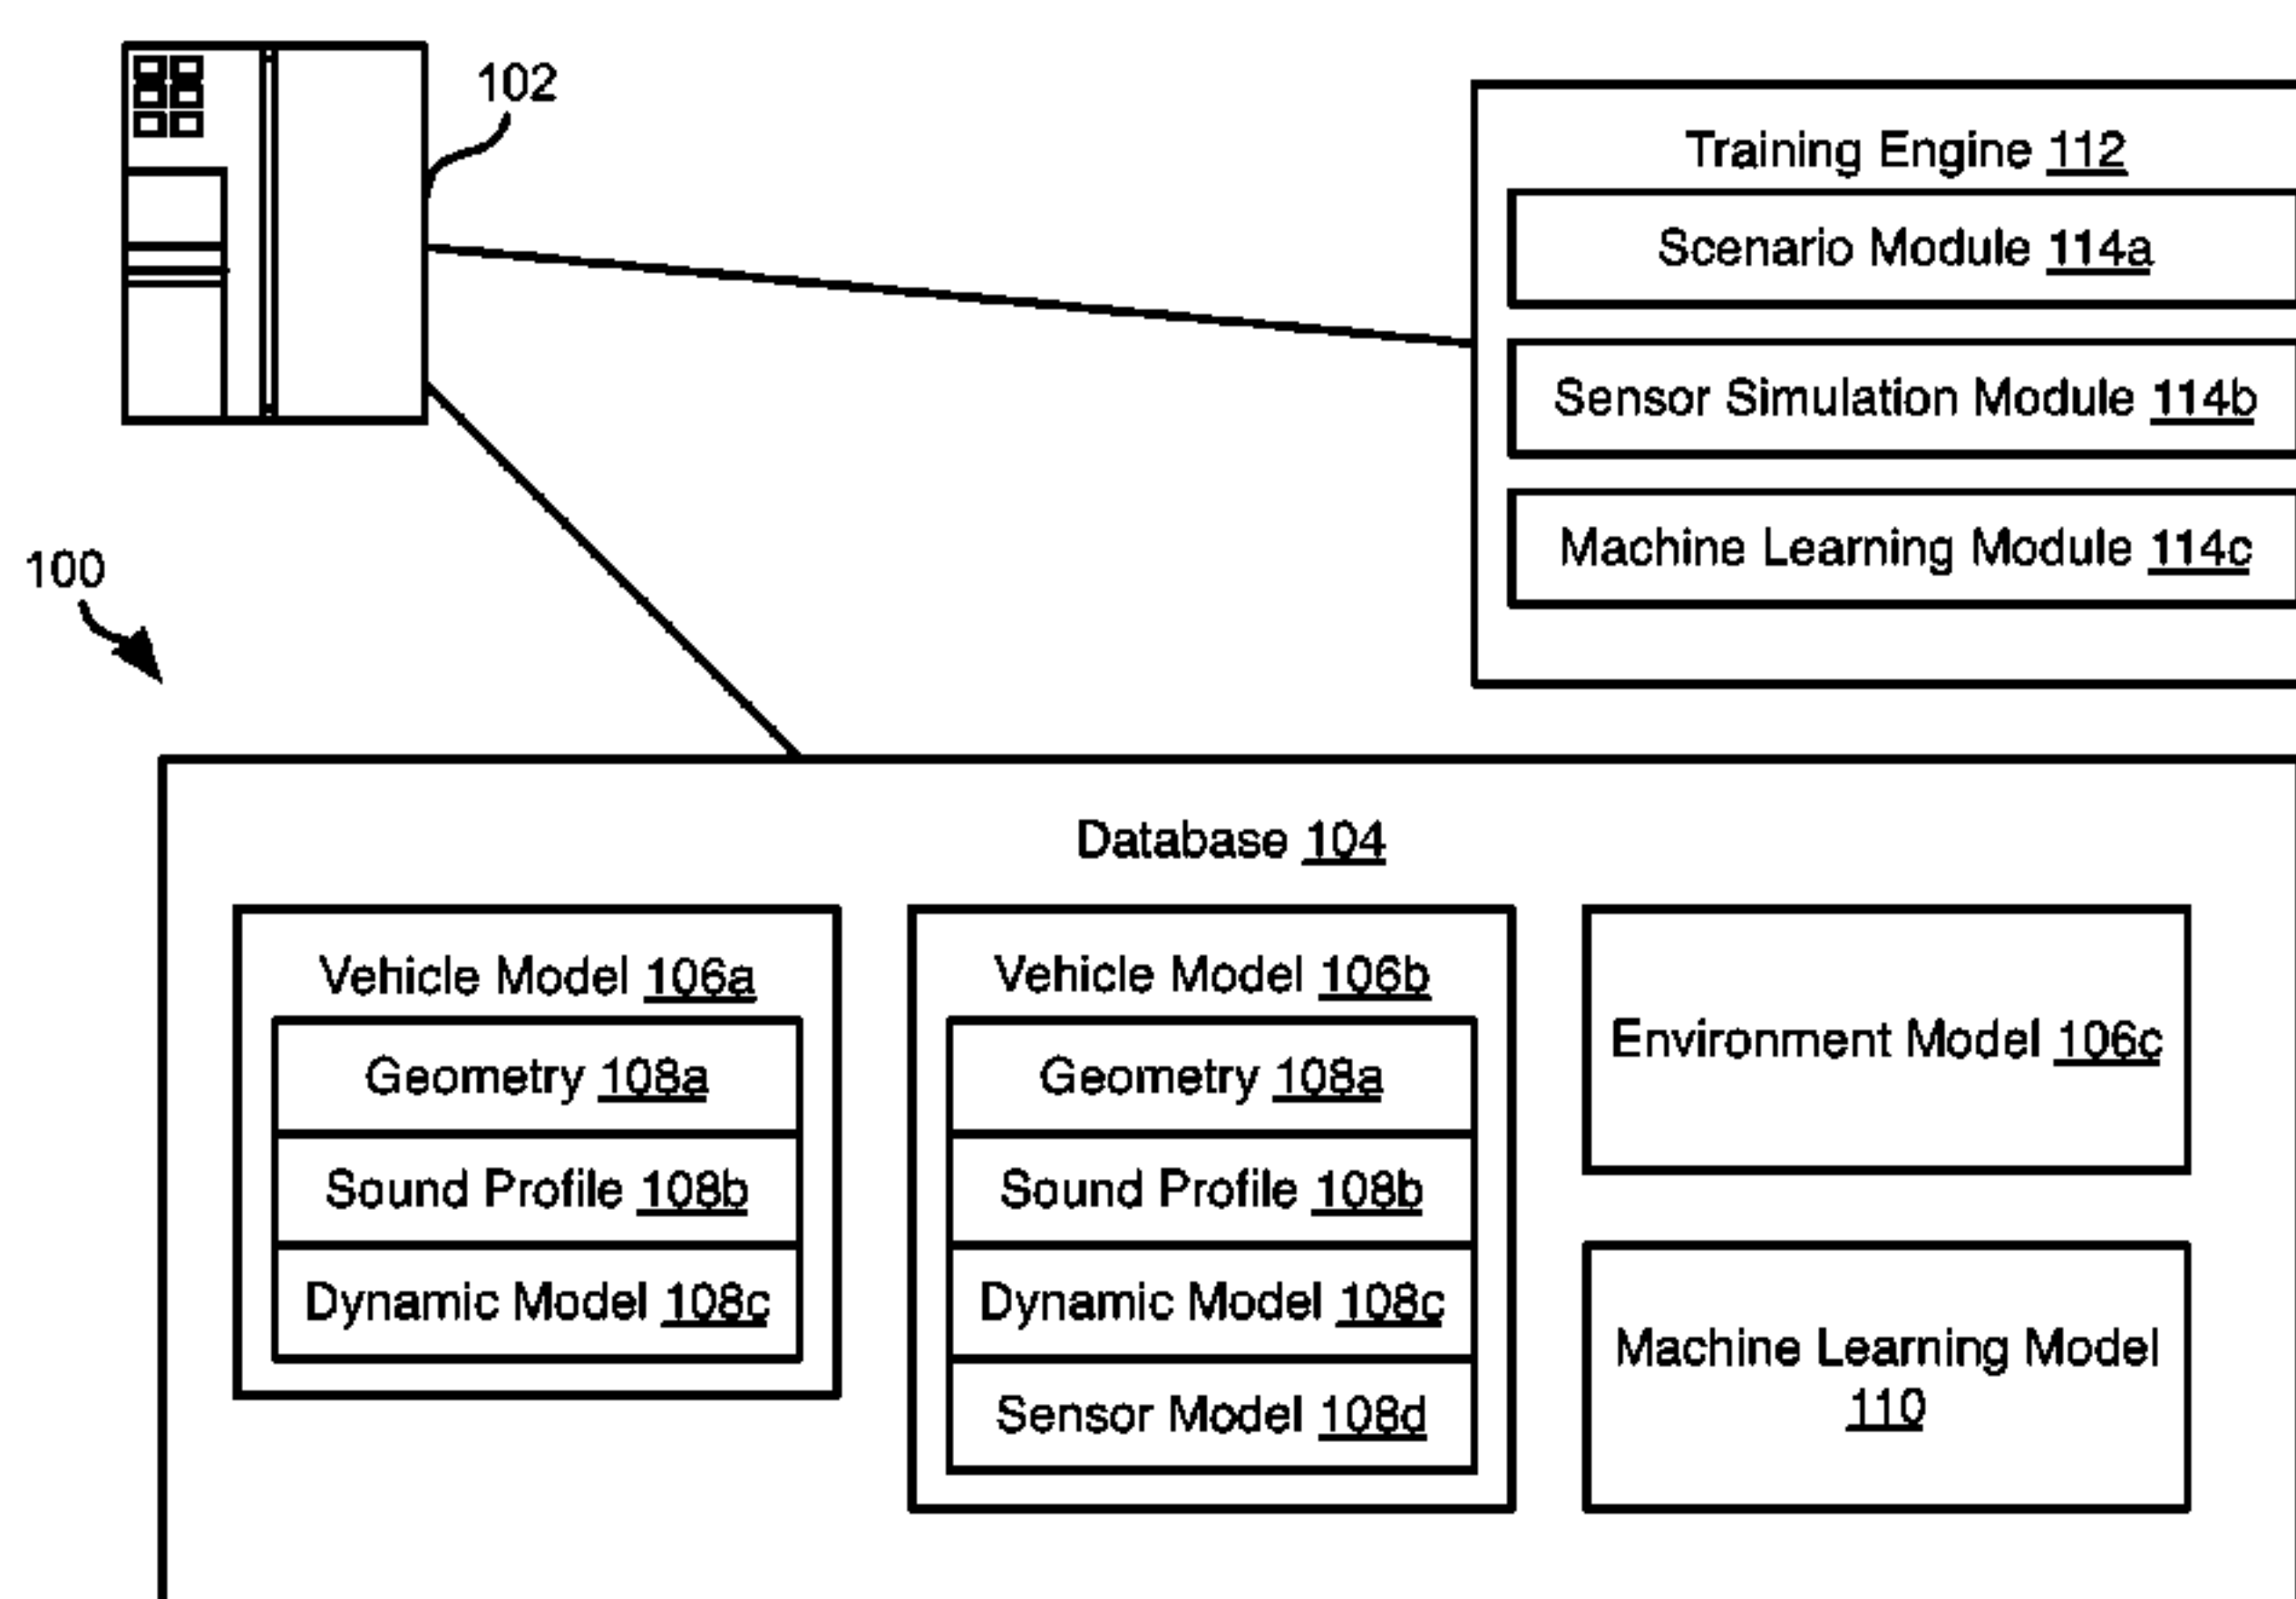 102
Training Engine 112
Scenario Module 114a
Sensor Simulation Module 114b
Machine Learning Module 114c
100
Database 104
Vehicle Model 106a
Geometry 108a
Sound Profile 108b
Dynamic Model 108c
Vehicle Model 106b
Geometry 108a
Sound Profile 108b
Dynamic Model 108c
Sensor Model 108d
Environment Model 106c
Machine Learning Model
110